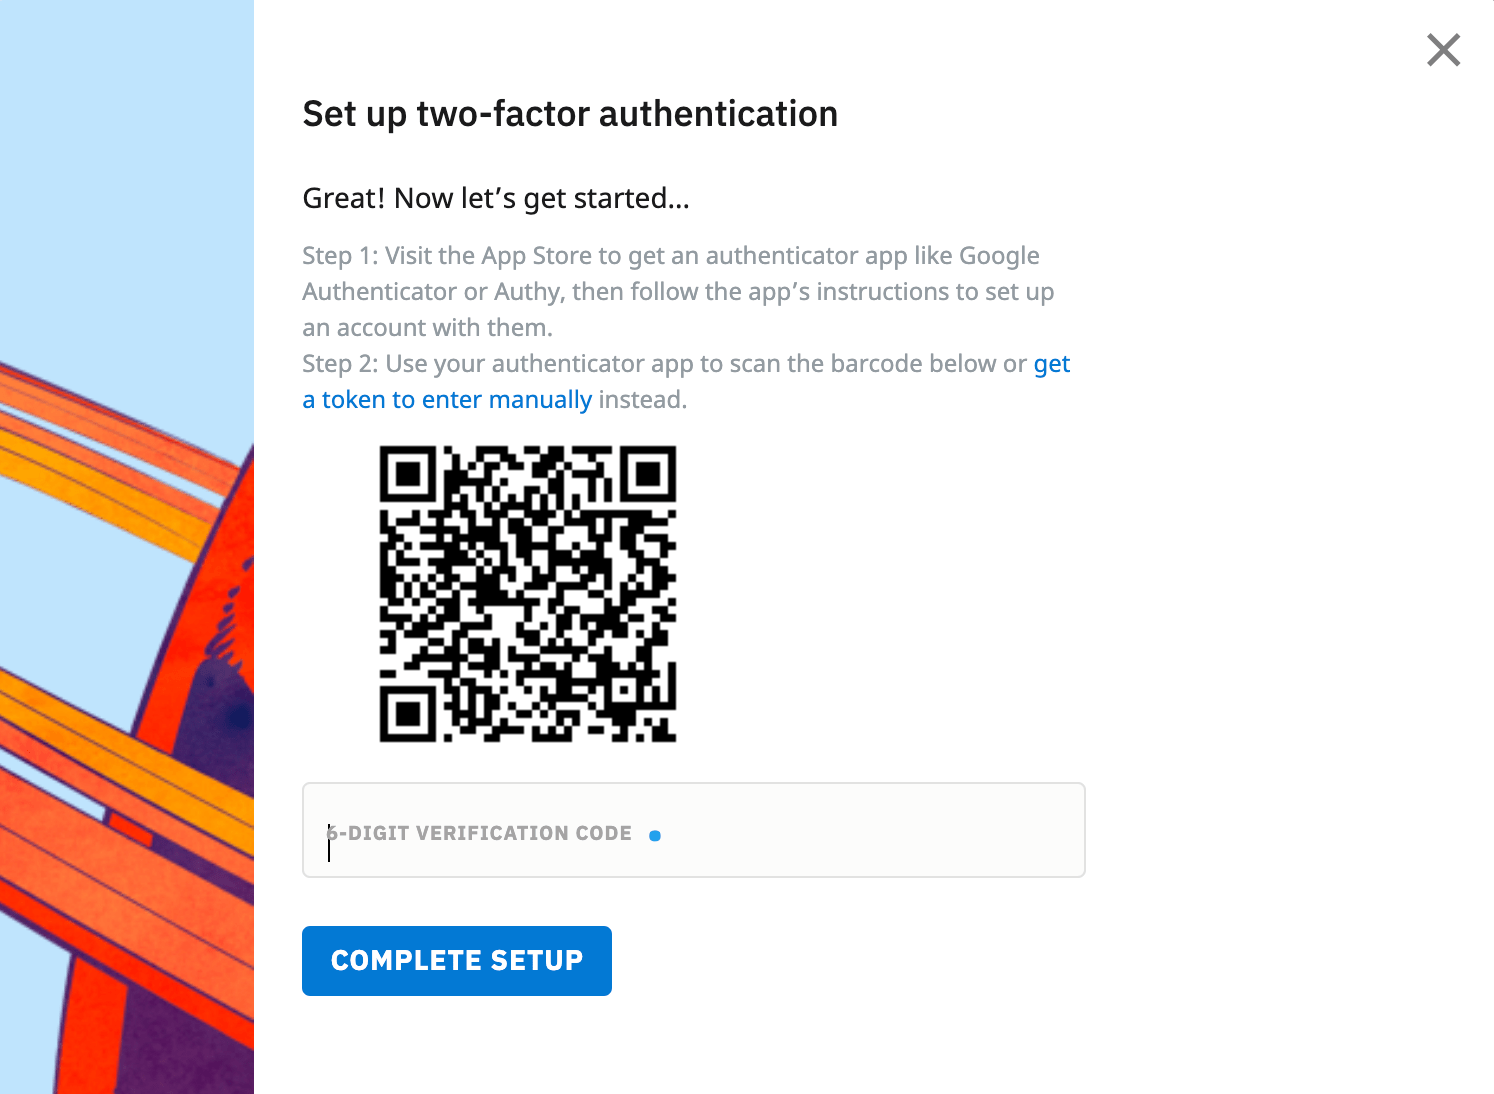 Set up two-factor authentication
Great! Now let’s get started...
Step 1: Visit the App Store to get an authenticator app like Google
Authenticator or Authy, then follow the app’s instructions to set up
an account with them.
Step 2: Use your authenticator app to scan the barcode below or get
a token to enter manually instead.
6-DIGIT VERIFICATION CODE
COMPLETE SETUP